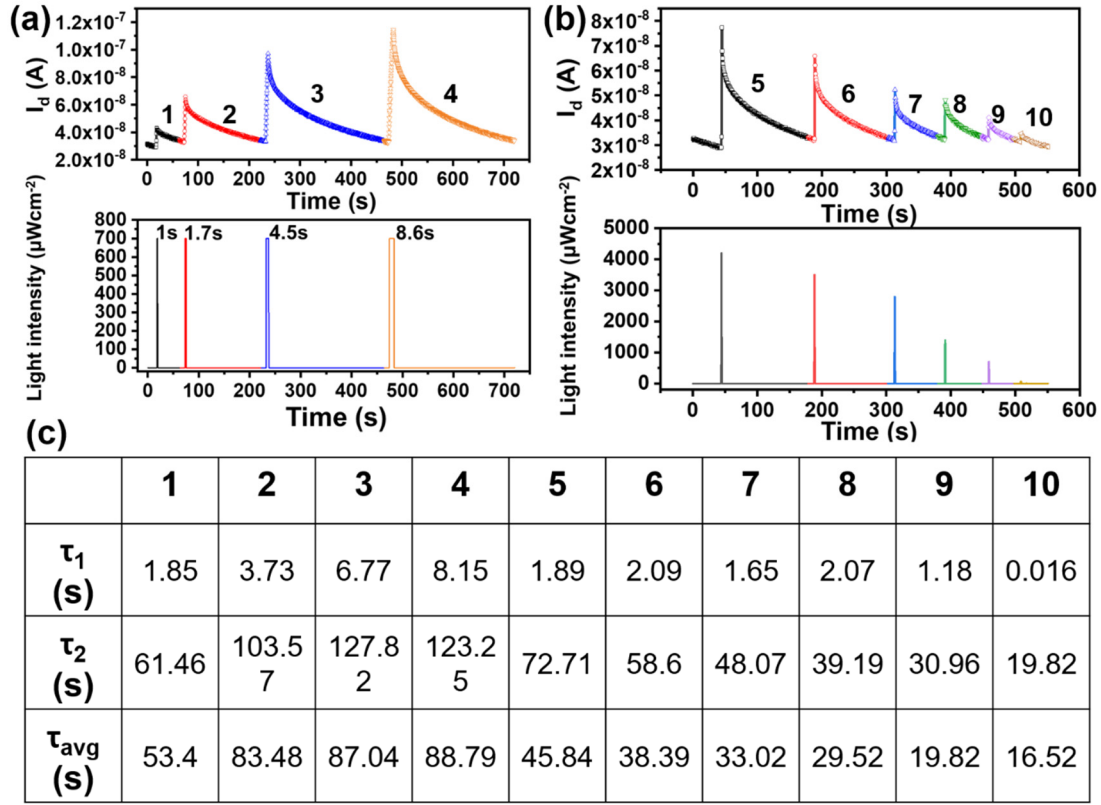 (a)
1.2x10⁻⁷
1.0x10⁻⁷
8.0x10⁻⁸
6.0x10⁻⁸
4.0x10⁻⁸
2.0x10⁻⁸
I_d (A)
1 2 3 4
0 100 200 300 400 500 600 700
Time (s)
800
700
600
500
400
300
200
100
0
Light intensity (μWcm⁻²)
1s 1.7s 4.5s 8.6s
0 100 200 300 400 500 600 700
Time (s)
(b)
8x10⁻⁸
7x10⁻⁸
6x10⁻⁸
5x10⁻⁸
4x10⁻⁸
3x10⁻⁸
2x10⁻⁸
I_d (A)
5 6 7 8 9 10
0 100 200 300 400 500 600
Time (s)
5000
4000
3000
2000
1000
0
Light intensity (μWcm⁻²)
0 100 200 300 400 500 600
Time (s)
(c)
1 2 3 4 5 6 7 8 9 10
τ₁
(s)
1.85 3.73 6.77 8.15 1.89 2.09 1.65 2.07 1.18 0.016
τ₂
(s)
61.46 103.5
7 127.8
2 123.2
5 72.71 58.6 48.07 39.19 30.96 19.82
τ_avg
(s)
53.4 83.48 87.04 88.79 45.84 38.39 33.02 29.52 19.82 16.52